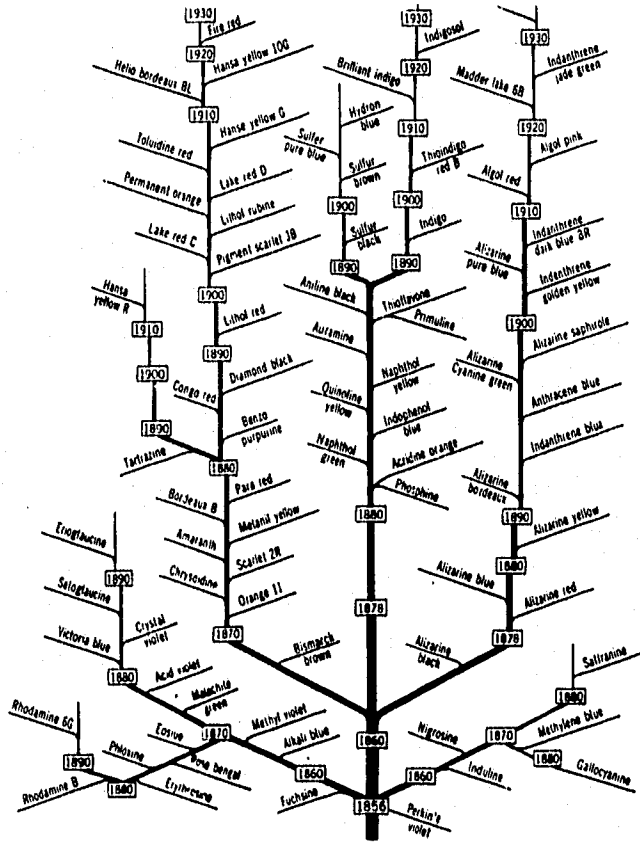 1930
Fire red
1920
Hansa yellow 10G
Helio bordeaux BL
1910
Hansa yellow G
Toluidine red
Lake red D
Permanent orange
Lithol rubine
Lake red C
Pigment scarlet 3B
1900
Hansa
yellow R
Lithol red
1910
1890
1900
Diamond black
Congo red
1890
Benzo
purpurine
Tartrazine
1880
Para red
Bordeaux B
Metanil yellow
Amaranth
Scarlet 2R
Chrysoidine
Orange II
1870
Bismarck
brown
1930
Indigosol
1920
Brilliant indigo
Hydron
blue
1910
Sulfer
pure blue
Thioindigo
red B
Sulfur
brown
1900
1900
Indigo
Sulfur
black
1890
1890
Aniline black
Thioflavone
Primuline
Auramine
Naphthol
yellow
Quinoline
yellow
Indophenol
blue
Naphthol
green
Acridine orange
Phosphine
1880
1878
1930
Indanthrene
jade green
Madder lake 6B
1920
Algol pink
Algol red
1910
Indanthrene
dark blue BR
Alizarine
pure blue
Indanthrene
golden yellow
1900
Alizarine saphirole
Alizarine
Cyanine green
Anthracene blue
Indanthrene blue
Alizarine
bordeaux
1890
Alizarine yellow
1880
Alizarine blue
Alizarine red
1878
Alizarine
black
Erioglaucine
1890
Setoglaucine
Crystal
violet
Victoria blue
1880
Acid violet
Malachite
green
1870
Methyl violet
Eosine
Alkali blue
Rhodamine 6G
Phloxine
Rose bengal
1890
Rhodamine B
1880
Erythrosine
1860
Fuchsine
1860
1856
Perkin's
violet
1860
Induline
Nigrosine
1870
Methylene blue
1880
Saffranine
1880
Gallocyanine